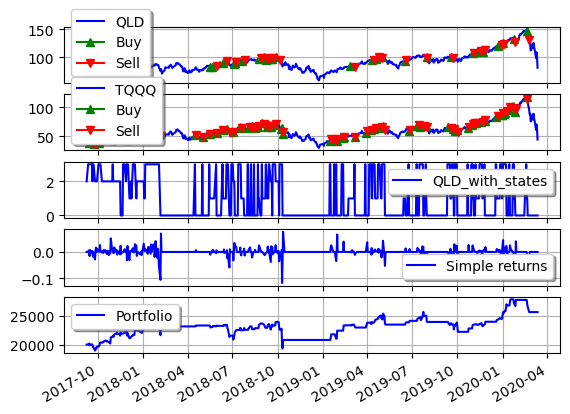 QLD
Buy
Sell
150
100
TQQQ
Buy
Sell
100
50
QLD_with_states
2
0
Simple returns
0.0
−0.1
Portfolio
25000
20000
2017-10
2018-01
2018-04
2018-07
2018-10
2019-01
2019-04
2019-07
2019-10
2020-01
2020-04